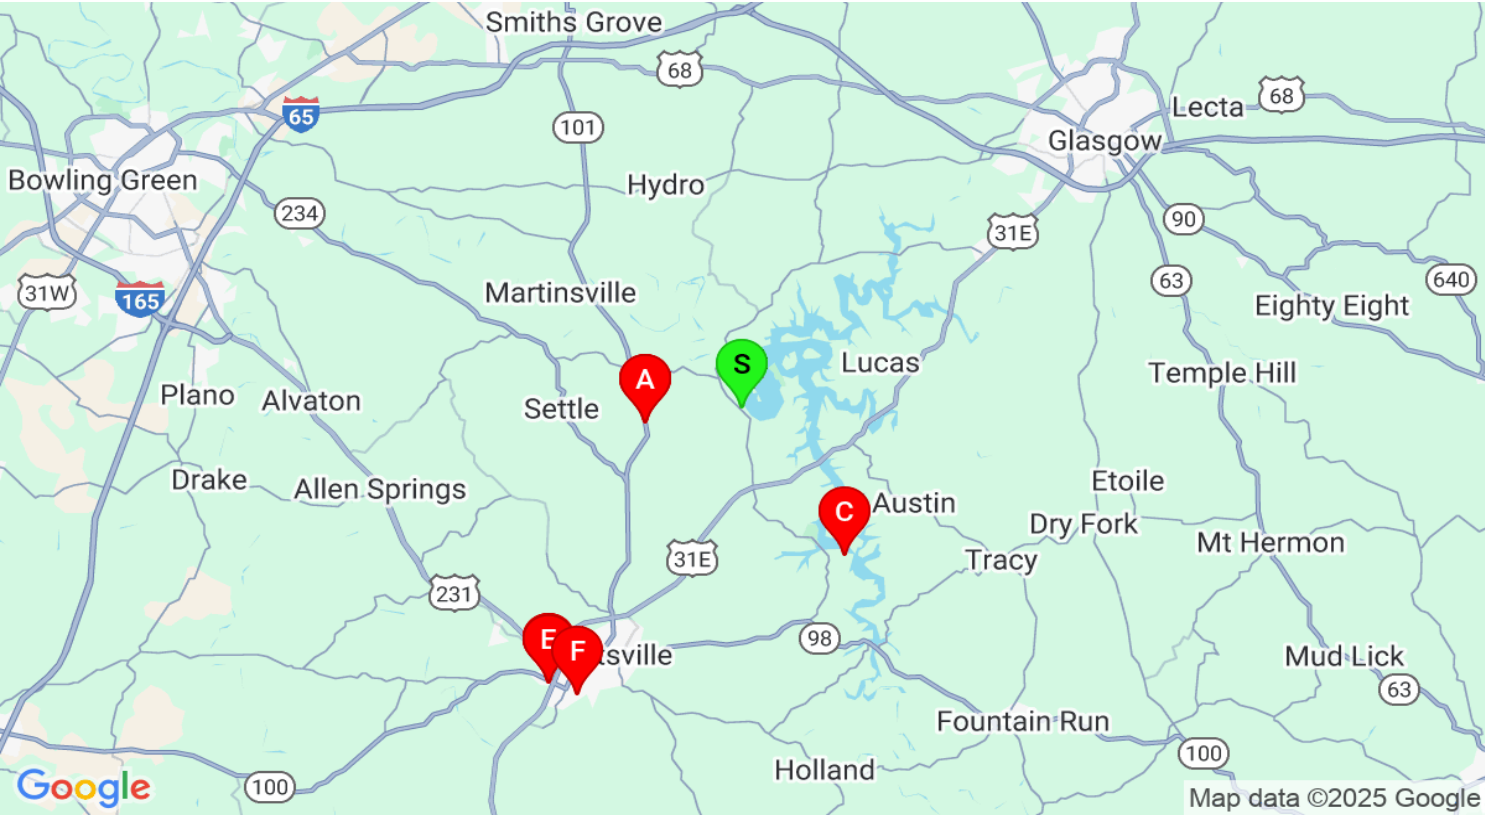 Smiths Grove
68
65
101
68
Lecta
Glasgow
Bowling Green
Hydro
234
90
31E
63
640
31W
165
Martinsville
Eighty Eight
S
Lucas
A
Temple Hill
Plano
Alvaton
Settle
Drake
Allen Springs
Etoile
C
Austin
Dry Fork
Mt Hermon
31E
Tracy
231
E
F
tsville
98
Mud Lick
63
Fountain Run
100
Holland
Google
100
Map data ©2025 Google